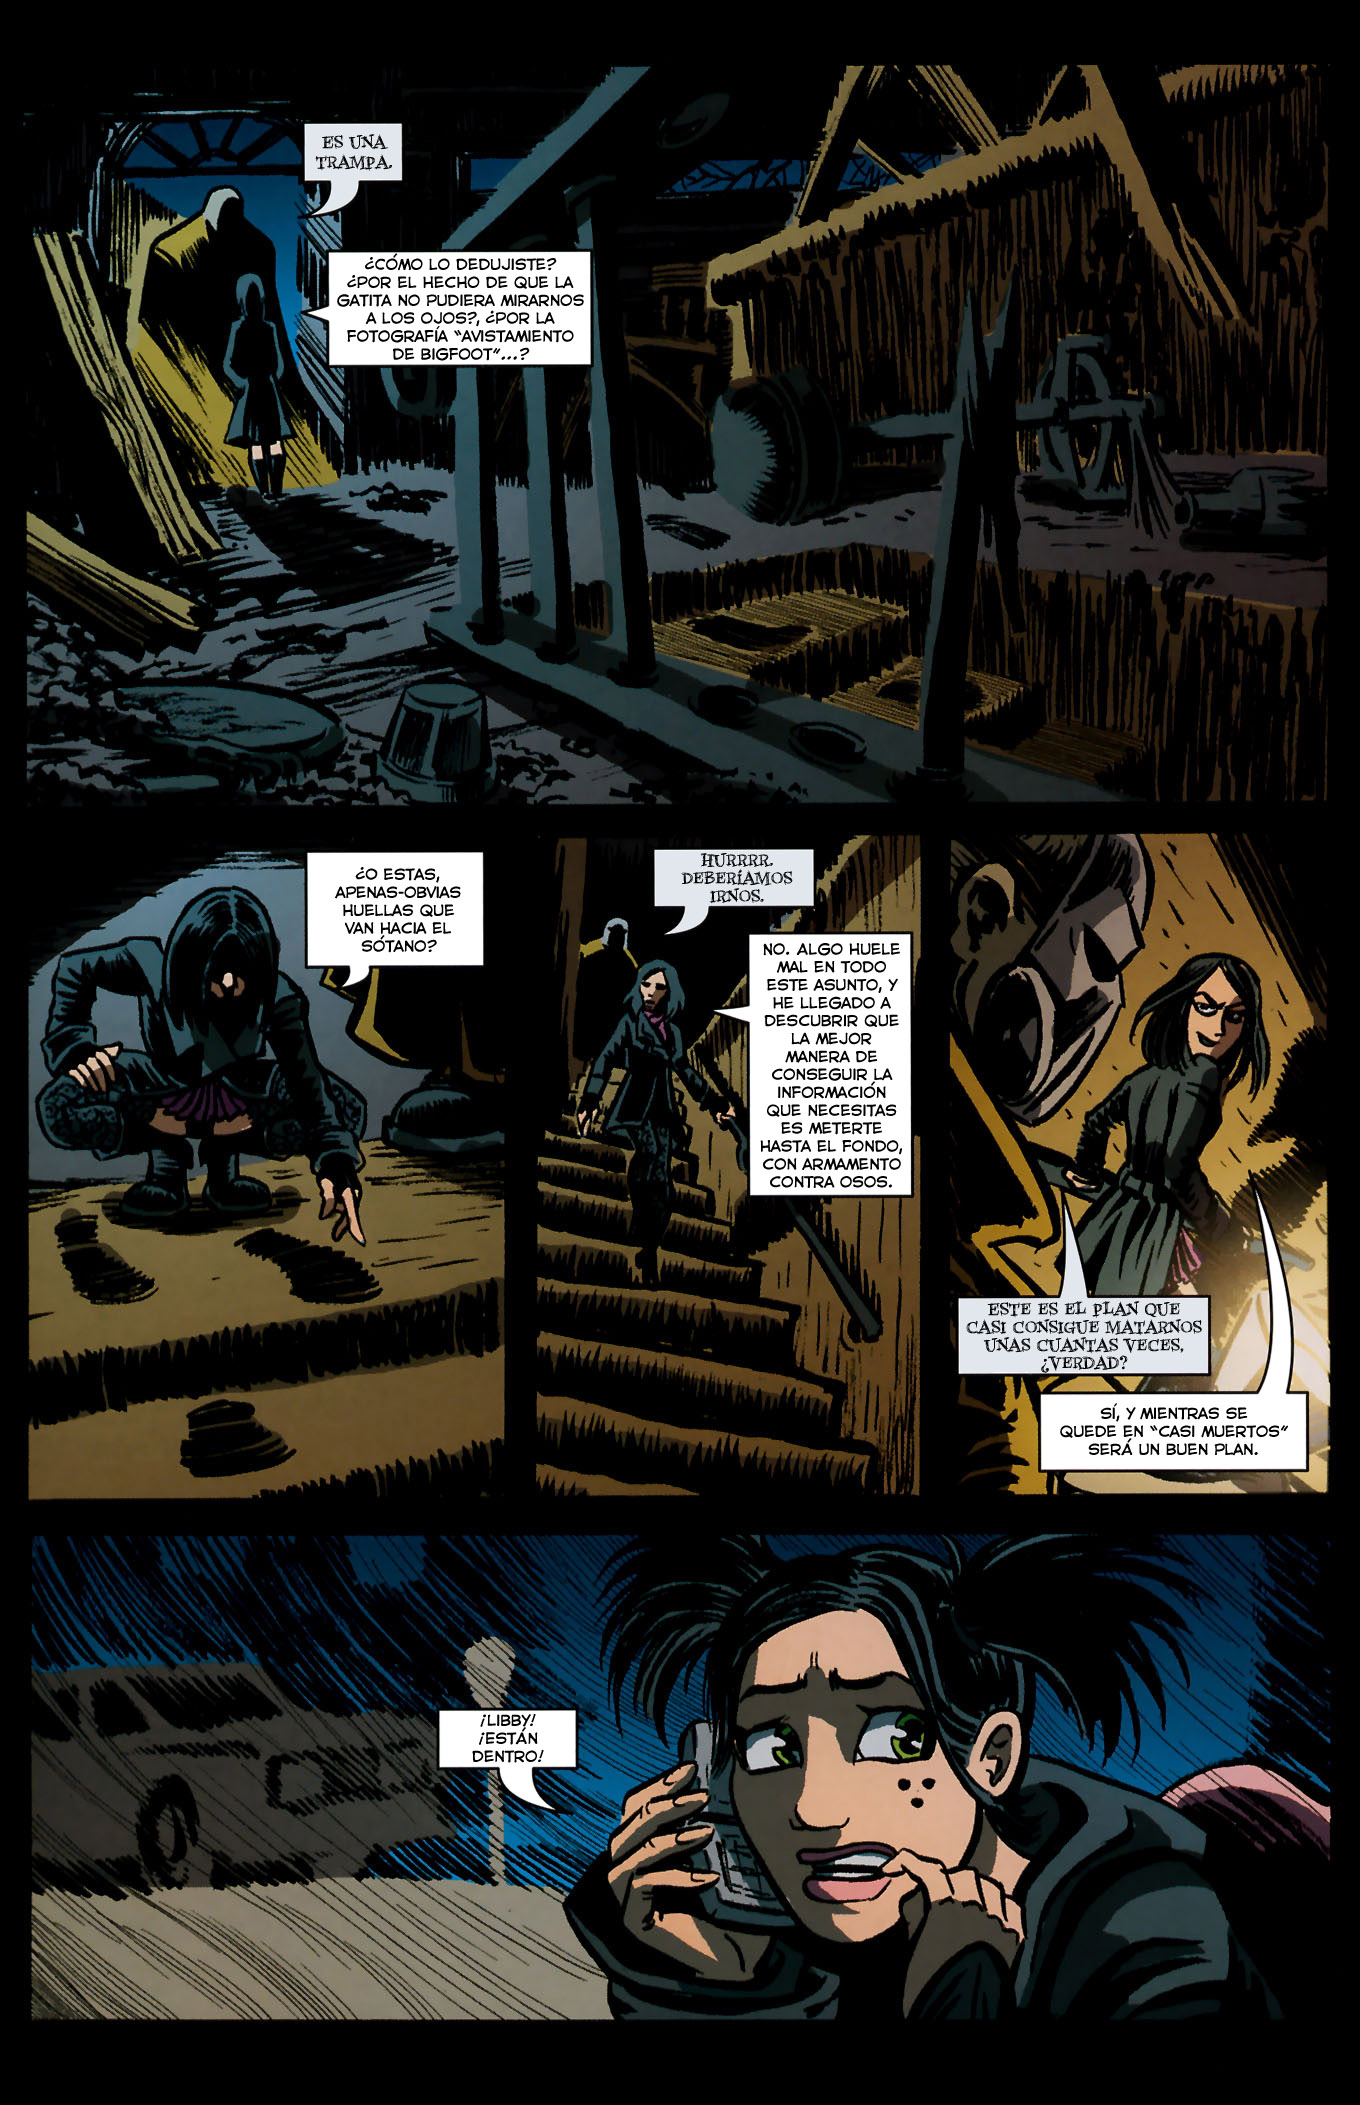 ES UNA
TRAMPA.
¿CÓMO LO DEDUJISTE?
¿POR EL HECHO DE QUE LA
GATITA NO PUDIERA MIRARNOS
A LOS OJOS?, ¿POR LA
FOTOGRAFÍA "AVISTAMIENTO
DE BIGFOOT"...?
¿O ESTAS,
APENAS-OBVIAS
HUELLAS QUE
VAN HACIA EL
SÓTANO?
HURRRR.
DEBERÍAMOS
IRNOS.
NO. ALGO HUELE
MAL EN TODO
ESTE ASUNTO, Y
HE LLEGADO A
DESCUBRIR QUE
LA MEJOR
MANERA DE
CONSEGUIR LA
INFORMACIÓN
QUE NECESITAS
ES METERTE
HASTA EL FONDO,
CON ARMAMENTO
CONTRA OSOS.
ESTE ES EL PLAN QUE
CASI CONSIGUE MATARNOS
UNAS CUANTAS VECES,
¿VERDAD?
SÍ, Y MIENTRAS SE
QUEDE EN "CASI MUERTOS"
SERÁ UN BUEN PLAN.
¡LIBBY!
¡ESTÁN
DENTRO!